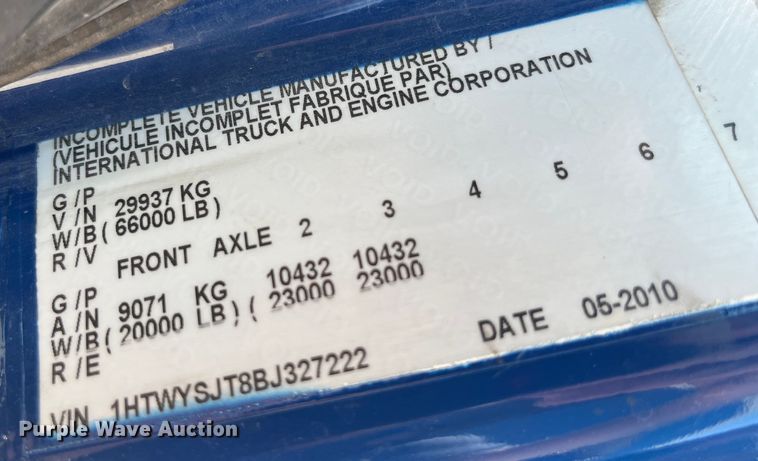 INCOMPLETE VEHICLE MANUFACTURED BY /
(VEHICULE INCOMPLET FABRIQUE PAR)
INTERNATIONAL TRUCK AND ENGINE CORPORATION
G / P
V / N 29937 KG
W/B ( 66000 LB )
R / V FRONT AXLE 2 3 4 5 6 7
G / P
A / N 9071 KG 10432 10432
W/B ( 20000 LB ) ( 23000 23000
R / E
DATE 05-2010
VIN 1HTWYSJT8BJ327222
Purple Wave Auction